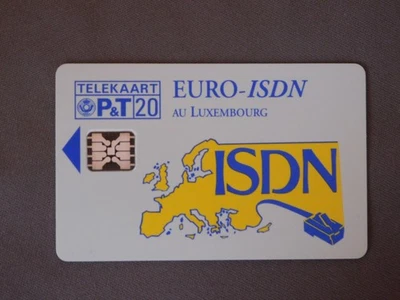 TELEKAART
P&T 20
EURO-ISDN
AU LUXEMBOURG
ISDN